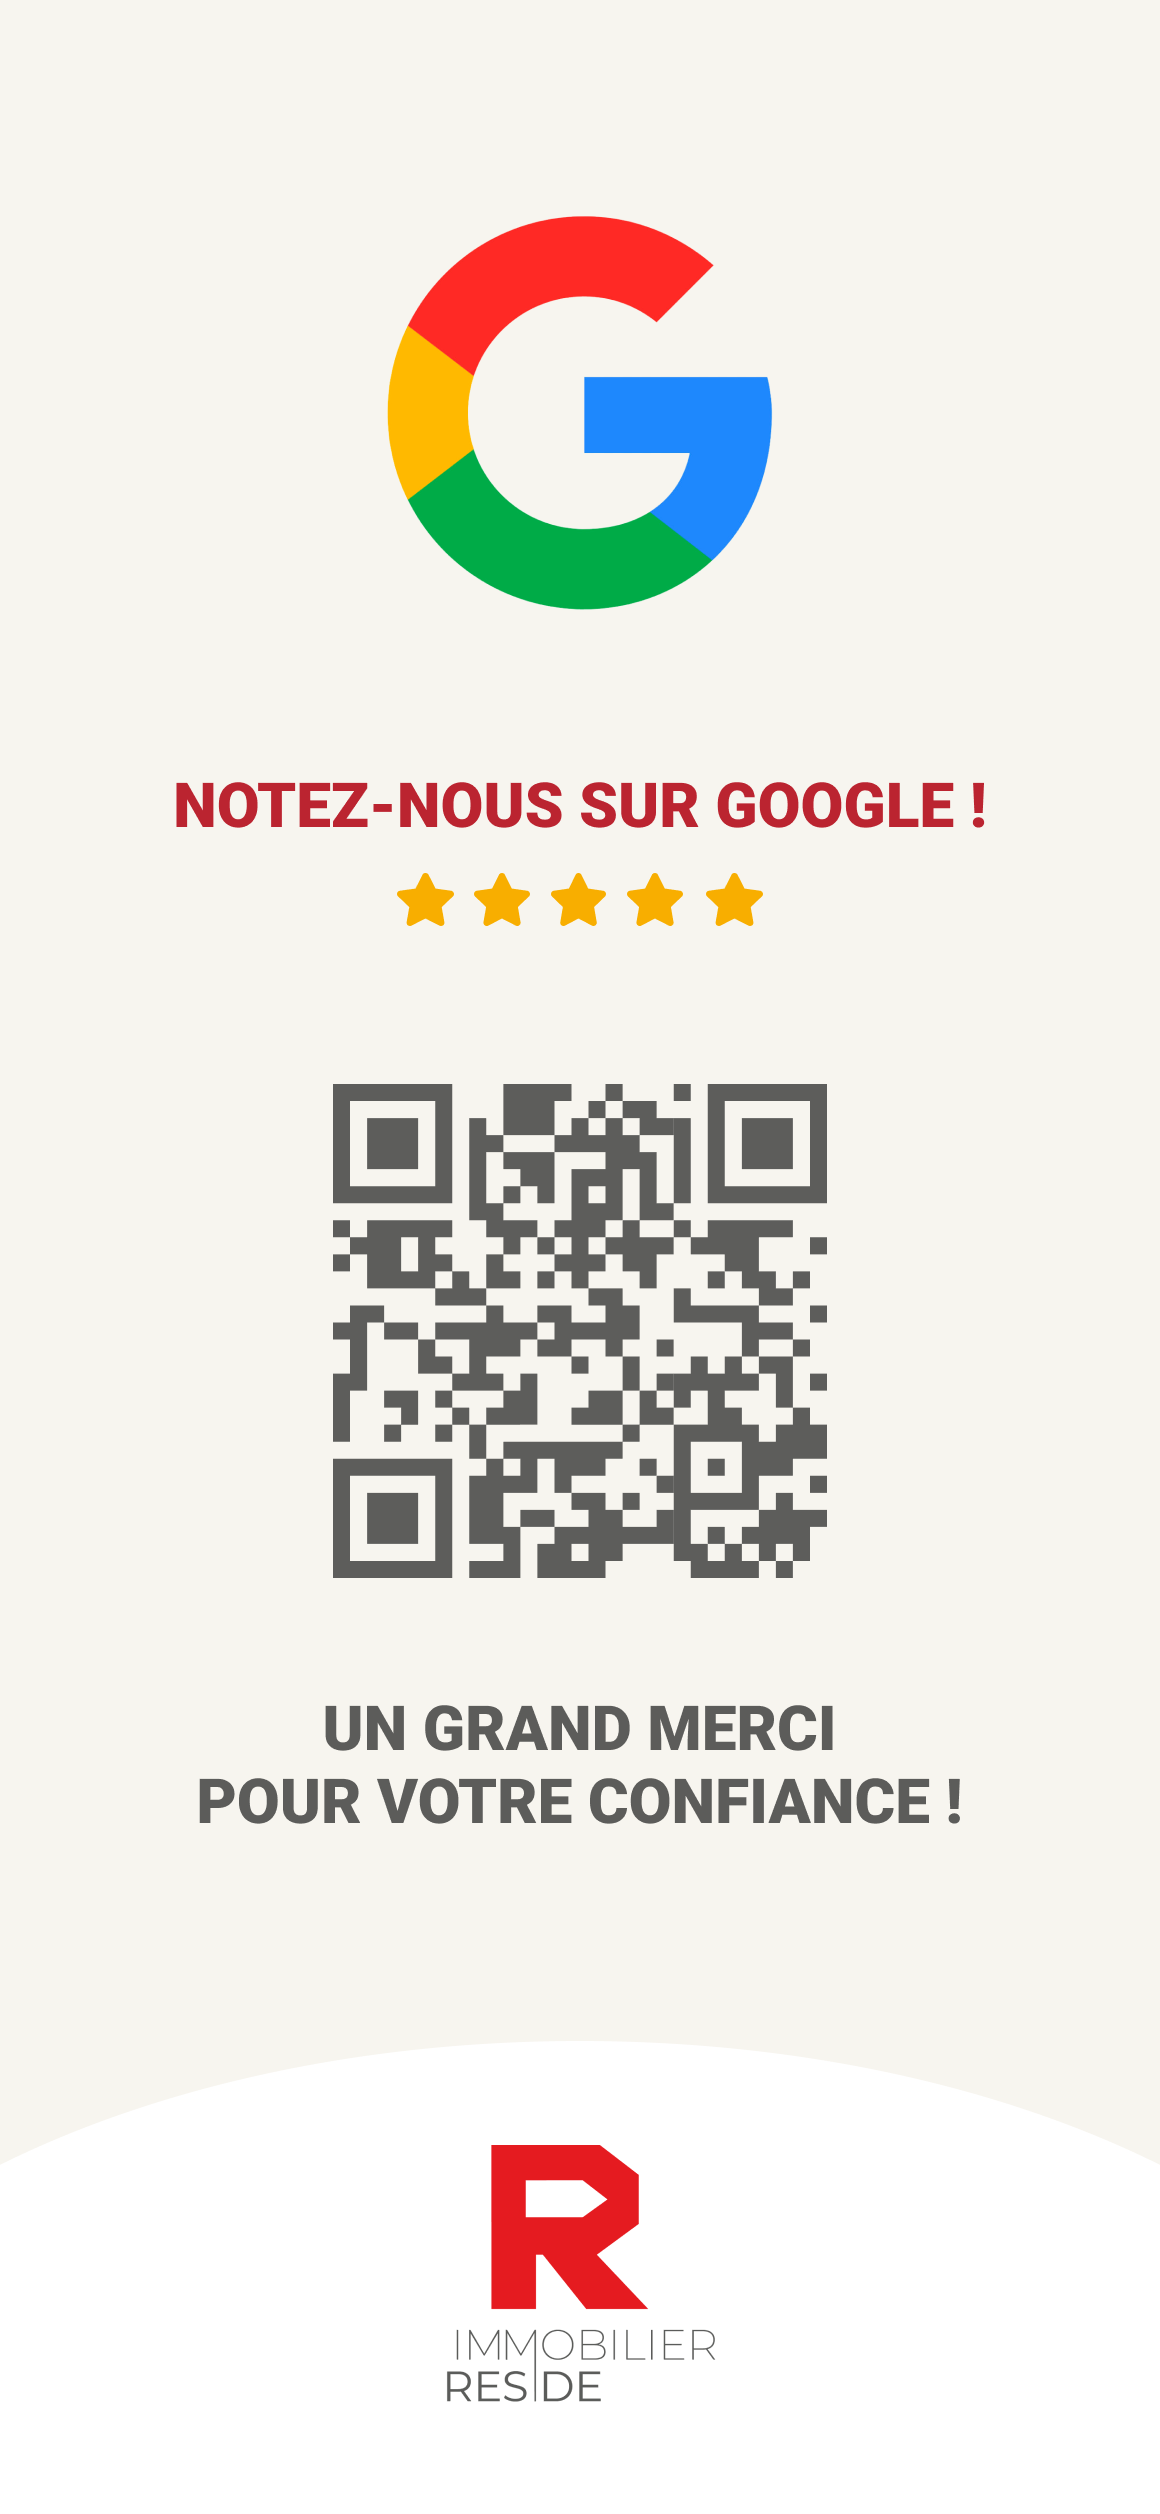 NOTEZ-NOUS SUR GOOGLE !
UN GRAND MERCI
POUR VOTRE CONFIANCE !
IMMOBILIER
RESIDE